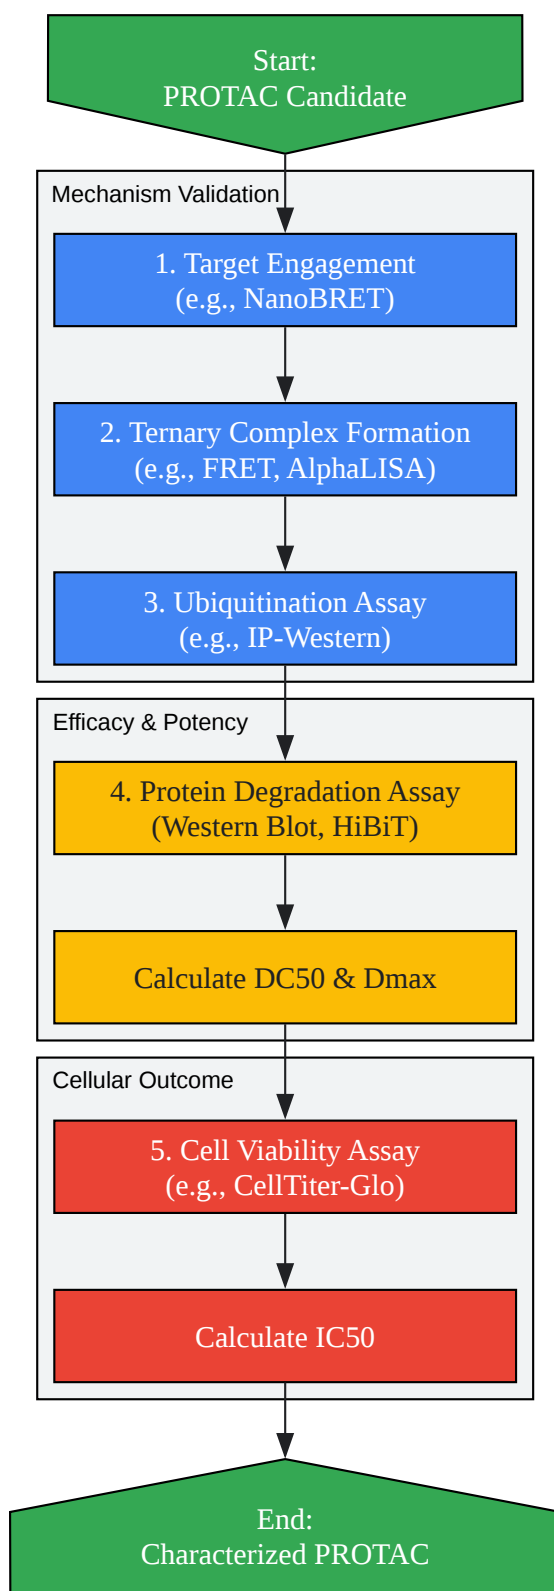 Start:
PROTAC Candidate
Mechanism Validation
1. Target Engagement
(e.g., NanoBRET)
2. Ternary Complex Formation
(e.g., FRET, AlphaLISA)
3. Ubiquitination Assay
(e.g., IP-Western)
Efficacy & Potency
4. Protein Degradation Assay
(Western Blot, HiBiT)
Calculate DC50 & Dmax
Cellular Outcome
5. Cell Viability Assay
(e.g., CellTiter-Glo)
Calculate IC50
End:
Characterized PROTAC